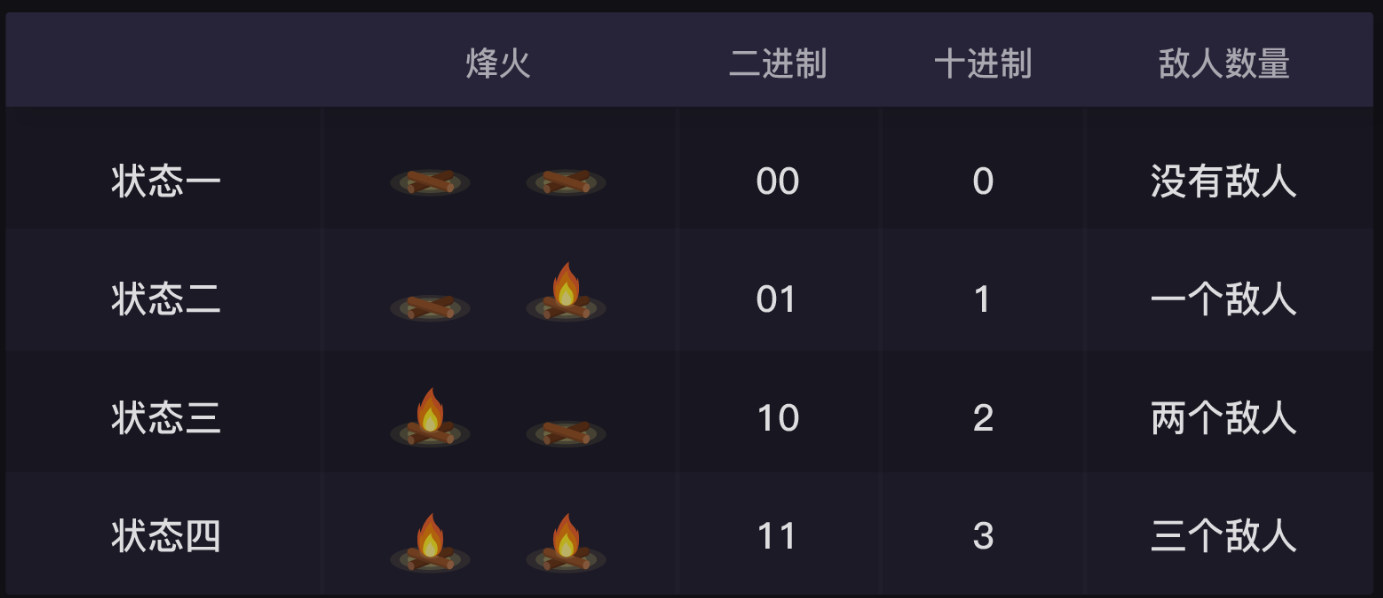 烽火 二进制 十进制 敌人数量
状态一 00 0 没有敌人
状态二 01 1 一个敌人
状态三 10 2 两个敌人
状态四 11 3 三个敌人